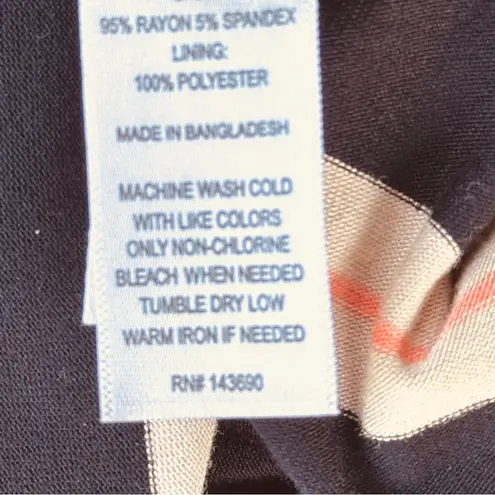 95% RAYON 5% SPANDEX
LINING:
100% POLYESTER
MADE IN BANGLADESH
MACHINE WASH COLD
WITH LIKE COLORS
ONLY NON-CHLORINE
BLEACH WHEN NEEDED
TUMBLE DRY LOW
WARM IRON IF NEEDED
RN# 143690